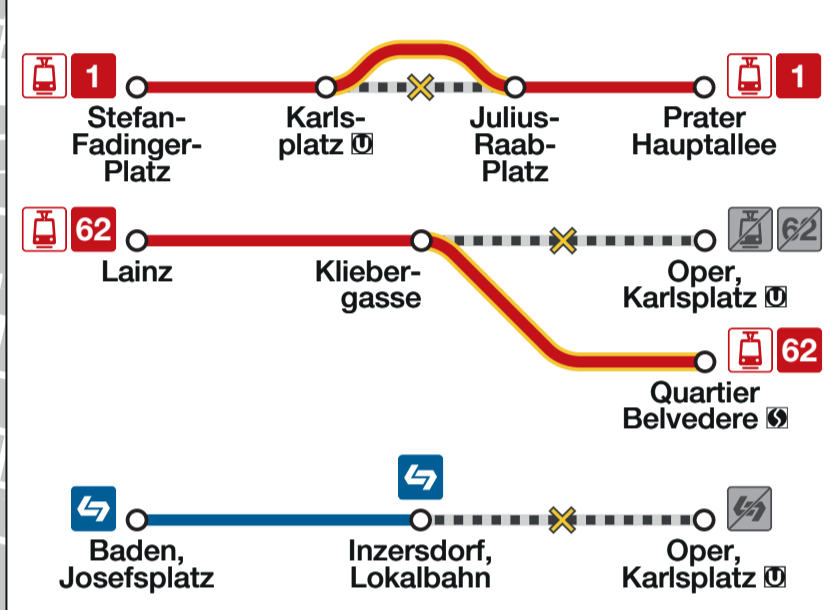 1
1
Stefan-
Fadinger-
Platz
Karls-
platz U
Julius-
Raab-
Platz
Prater
Hauptallee
62
62
Lainz
Klieber-
gasse
Oper,
Karlsplatz U
62
Quartier
Belvedere S
Baden,
Josefsplatz
Inzersdorf,
Lokalbahn
Oper,
Karlsplatz U